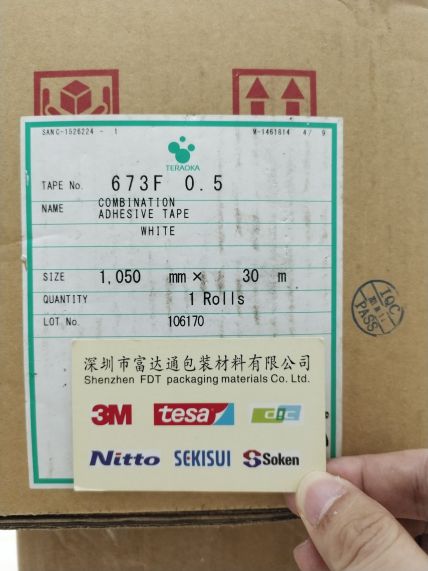 SANC-1526224 - 1
M-1461814 4/ 9
TERAOKA
TAPE No. 673F 0.5
NAME COMBINATION
ADHESIVE TAPE
WHITE
SIZE 1,050 mm × 30 m
QUANTITY 1 Rolls
LOT No. 106170
IQC
PASS
深圳市富达通包装材料有限公司
Shenzhen FDT packaging materials Co. Ltd.
3M tesa dic
Nitto SEKISUI Soken